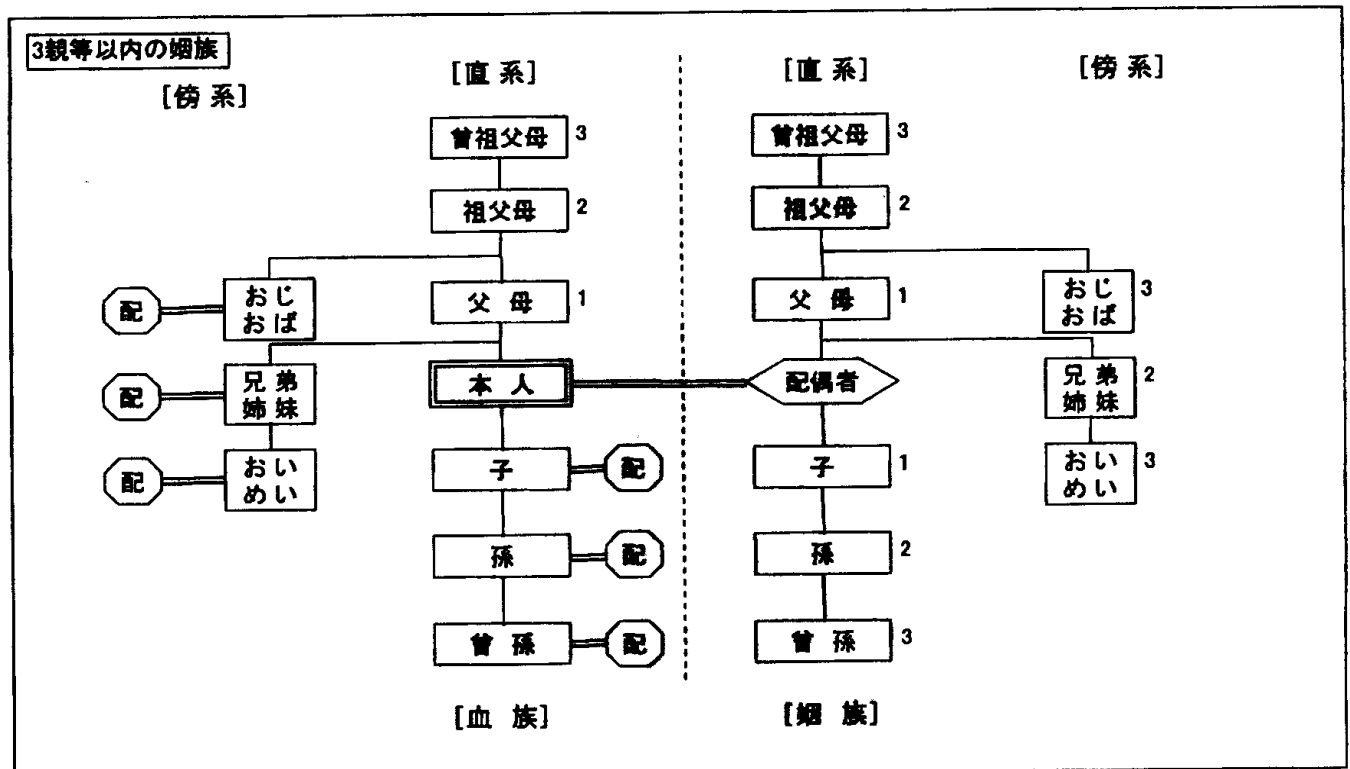 3親等以内の姻族
[傍 系]
[直 系]
[直 系]
[傍 系]
曾祖父母 3
曾祖父母 3
祖父母 2
祖父母 2
配
おじ
おば
父 母 1
父 母 1
おじ
おば
3
配
兄 弟
姉 妹
本 人
配偶者
兄 弟
姉 妹
2
配
おい
めい
子
配
子 1
おい
めい
3
孫
配
孫 2
曾 孫
配
曾 孫 3
[血 族]
[姻 族]